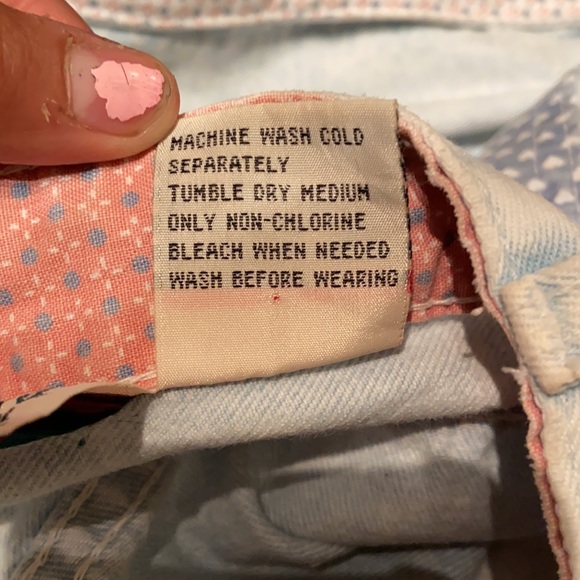 MACHINE WASH COLD
SEPARATELY
TUMBLE DRY MEDIUM
ONLY NON-CHLORINE
BLEACH WHEN NEEDED
WASH BEFORE WEARING